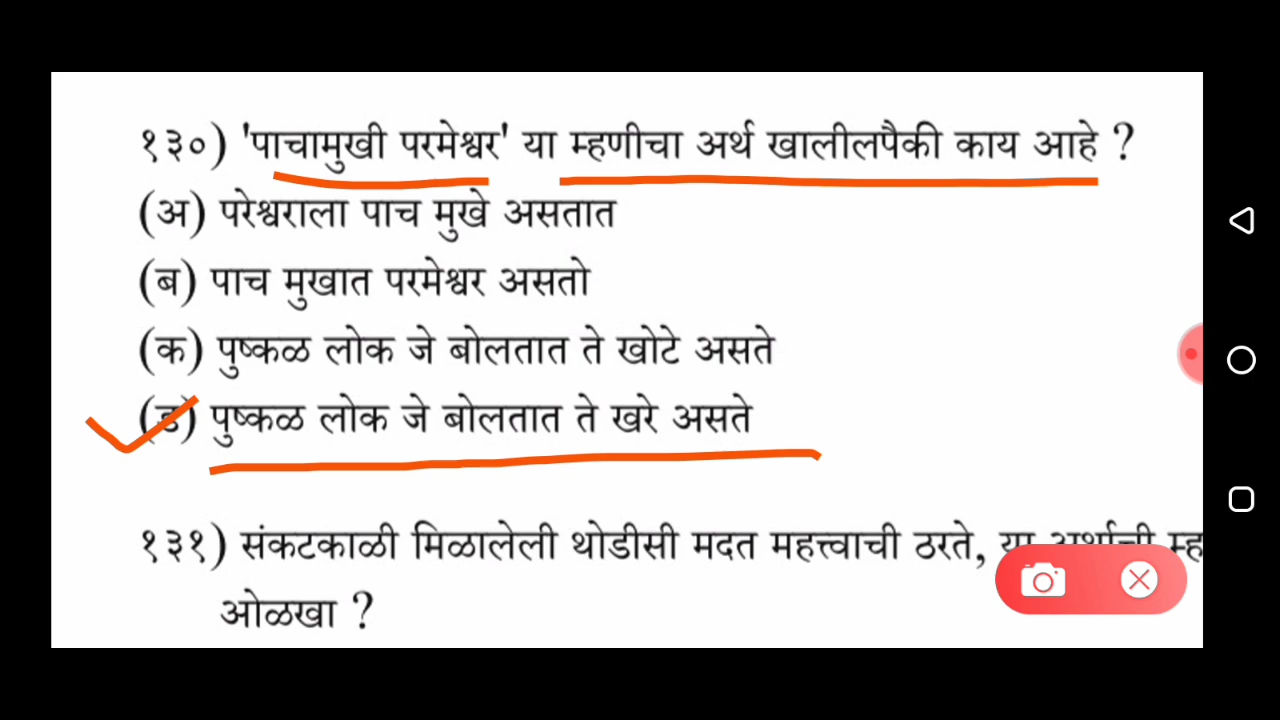 १३०) 'पाचामुखी परमेश्वर' या म्हणीचा अर्थ खालीलपैकी काय आहे ?
(अ) परेश्वराला पाच मुखे असतात
(ब) पाच मुखात परमेश्वर असतो
(क) पुष्कळ लोक जे बोलतात ते खोटे असते
(ड) पुष्कळ लोक जे बोलतात ते खरे असते
१३१) संकटकाळी मिळालेली थोडीसी मदत महत्त्वाची ठरते, या अर्थाची
ओळखा ?